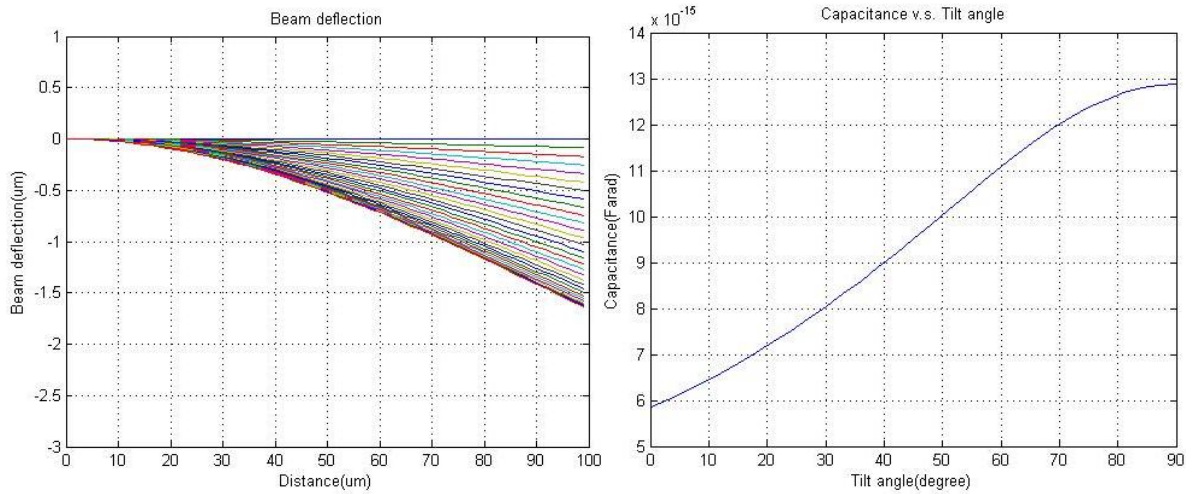 Beam deflection
1
0.5
0
-0.5
-1
-1.5
-2
-2.5
-3
Beam deflection(um)
0 10 20 30 40 50 60 70 80 90 100
Distance(um)
x 10-15
Capacitance v.s. Tilt angle
14
13
12
11
10
9
8
7
6
5
Capacitance(Farad)
0 10 20 30 40 50 60 70 80 90
Tilt angle(degree)